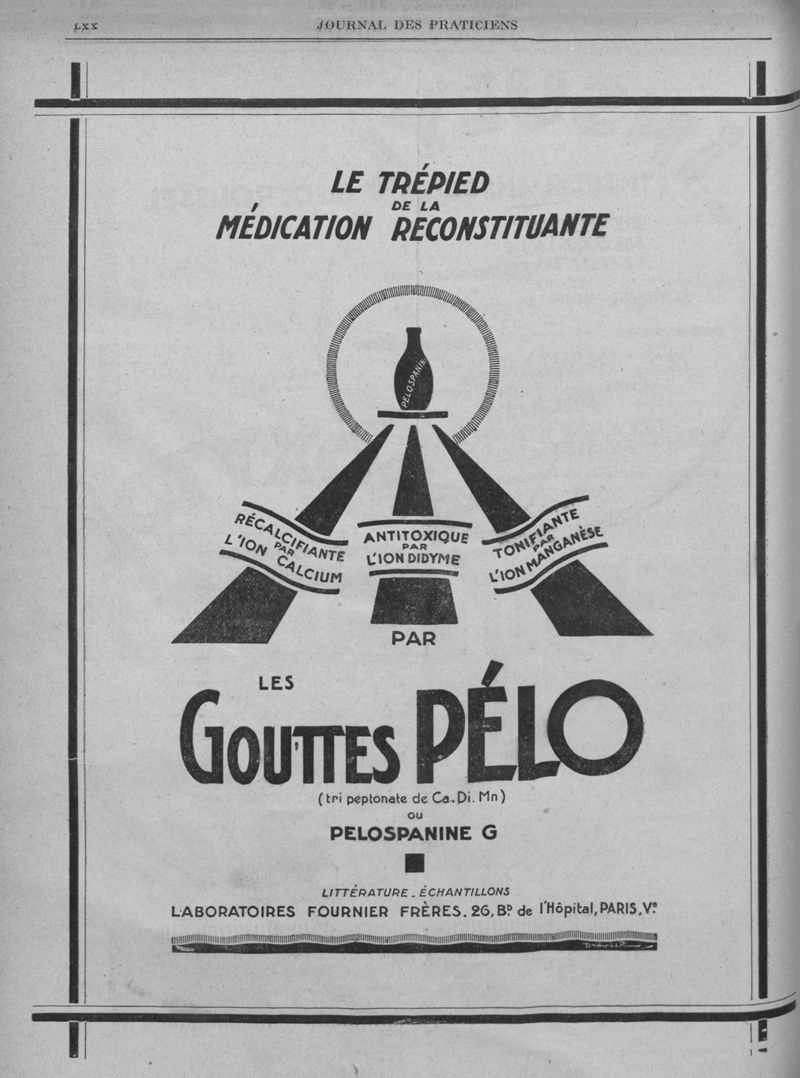 LXX
JOURNAL DES PRATICIENS
LE TRÉPIED
DE LA
MÉDICATION RECONSTITUANTE
PELOSPANIN
RÉCALCIFIANTE
PAR
L'ION CALCIUM
ANTITOXIQUE
PAR
L'ION DIDYME
TONIFIANTE
PAR
L'ION MANGANÈSE
PAR
LES
GOUTTES PÉLO
(tri peptonate de Ca. Di. Mn)
ou
PELOSPANINE G
LITTÉRATURE. ÉCHANTILLONS
LABORATOIRES FOURNIER FRÈRES. 26, BD de l'Hôpital, PARIS, Ve.